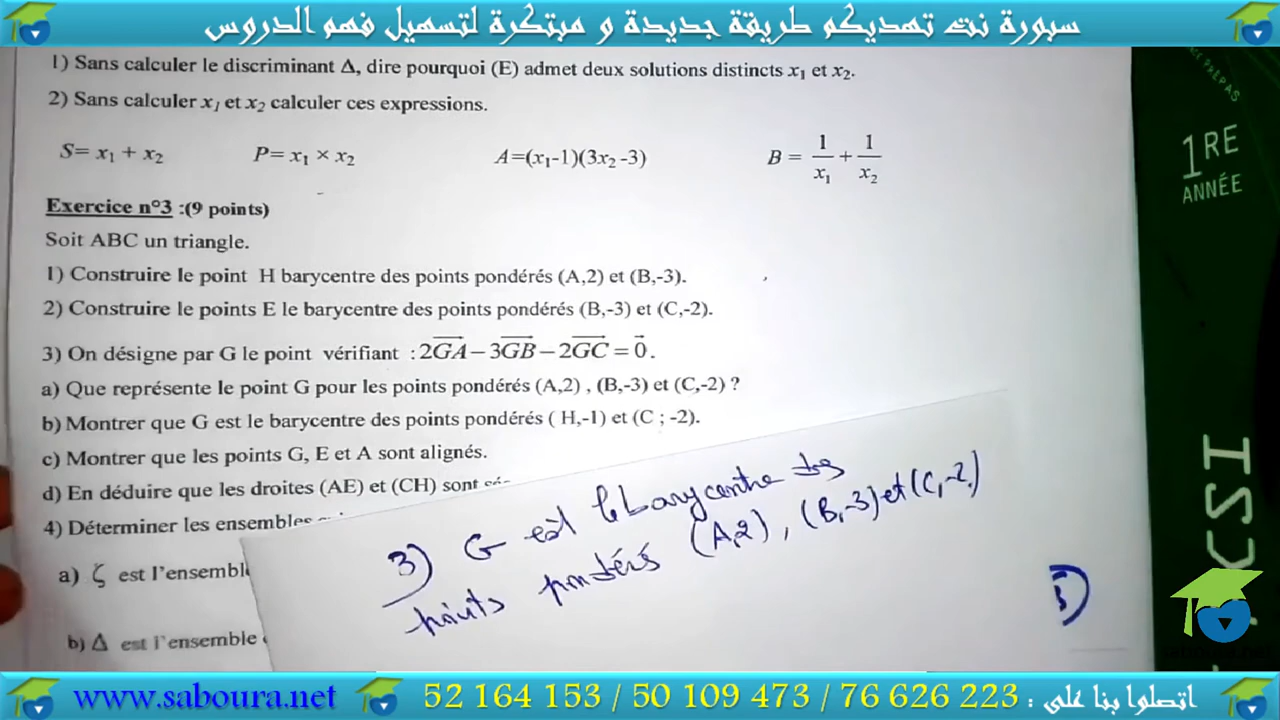 سبورة نت تهديكم طريقة جديدة و مبتكرة لتسهيل فهم الدروس
1) Sans calculer le discriminant Δ, dire pourquoi (E) admet deux solutions distincts x₁ et x₂.
2) Sans calculer x₁ et x₂ calculer ces expressions.
S= x₁ + x₂ P= x₁ × x₂ A=(x₁-1)(3x₂ -3) B = 1/x₁ + 1/x₂
Exercice n°3 :(9 points)
Soit ABC un triangle.
1) Construire le point H barycentre des points pondérés (A,2) et (B,-3).
2) Construire le points E le barycentre des points pondérés (B,-3) et (C,-2).
3) On désigne par G le point vérifiant : 2GA⃗ − 3GB⃗ − 2GC⃗ = 0⃗ .
a) Que représente le point G pour les points pondérés (A,2) , (B,-3) et (C,-2) ?
b) Montrer que G est le barycentre des points pondérés ( H,-1) et (C ; -2).
c) Montrer que les points G, E et A sont alignés.
d) En déduire que les droites (AE) et (CH) sont
4) Déterminer les ensembles
a) ζ est l'ensemble
b) Δ est l'ensemble
3) G est le barycentre des
points pondérés (A,2), (B,-3) et (C,-2)
1RE
ANNÉE
www.saboura.net
52 164 153 / 50 109 473 / 76 626 223 : اتصلوا بنا على